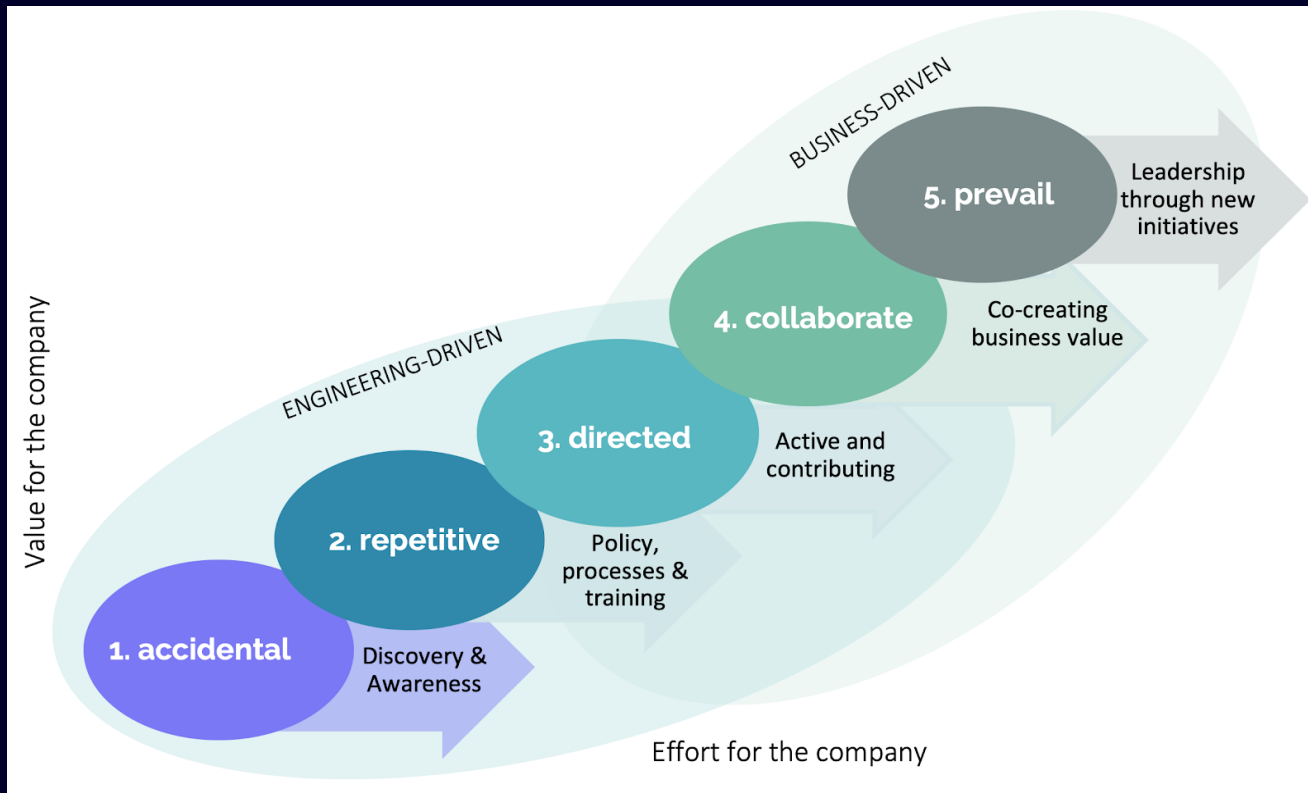 BUSINESS-DRIVEN
5. prevail
Leadership
through new
initiatives
4. collaborate
Co-creating
business value
ENGINEERING-DRIVEN
3. directed
Active and
contributing
2. repetitive
Policy,
processes &
training
1. accidental
Discovery &
Awareness
Value for the company
Effort for the company